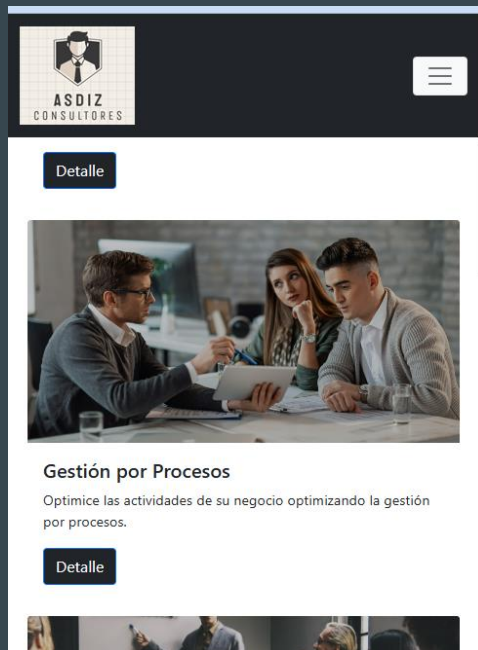 ASDIZ
CONSULTORES
Detalle
Gestión por Procesos
Optimice las actividades de su negocio optimizando la gestión
por procesos.
Detalle